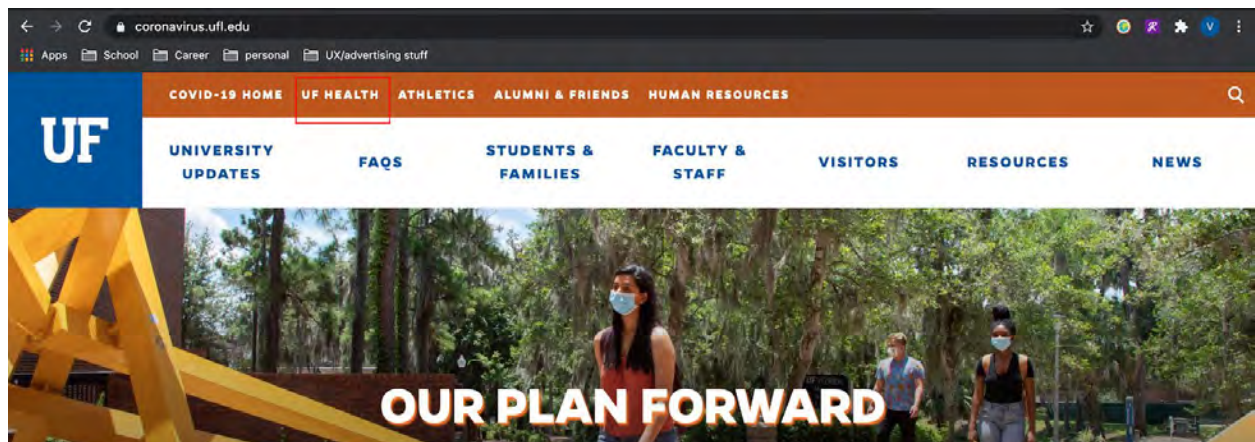 coronavirus.ufl.edu
V
Apps School Career personal UX/advertising stuff
COVID-19 HOME UF HEALTH ATHLETICS ALUMNI & FRIENDS HUMAN RESOURCES
UF
UNIVERSITY UPDATES
FAQS
STUDENTS & FAMILIES
FACULTY & STAFF
VISITORS
RESOURCES
NEWS
OUR PLAN FORWARD